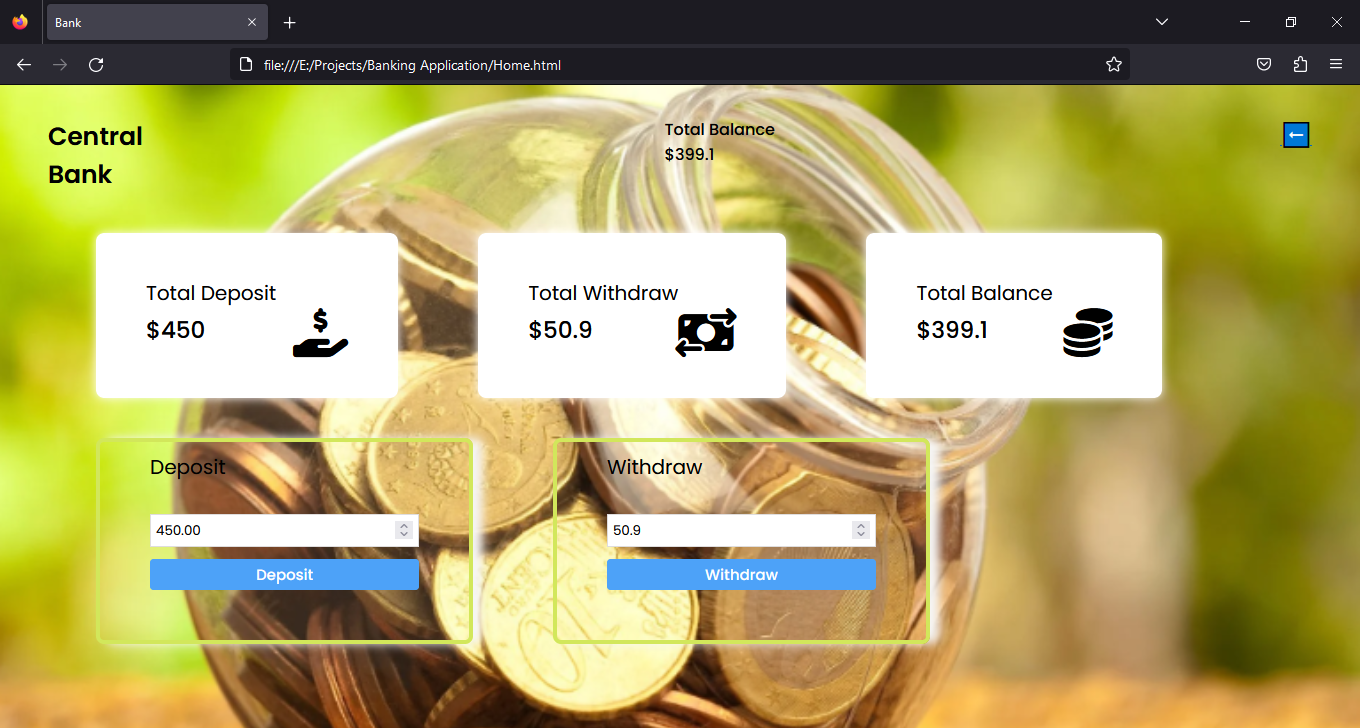 Bank
file:///E:/Projects/Banking Application/Home.html
Central
Bank
Total Balance
$399.1
Total Deposit
$450
Total Withdraw
$50.9
Total Balance
$399.1
Deposit
450.00
Deposit
Withdraw
50.9
Withdraw